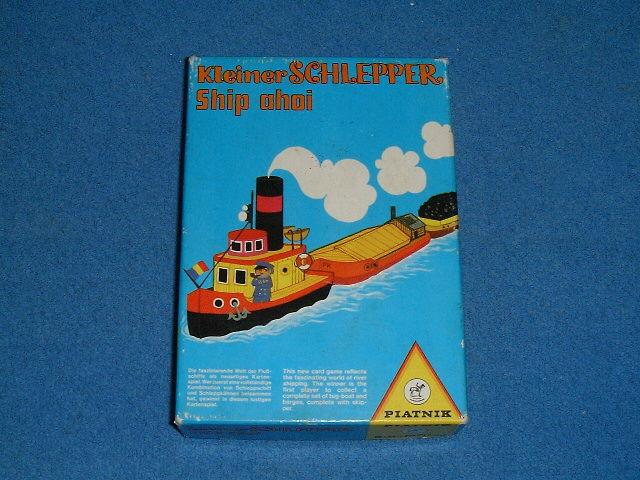 Kleiner SCHLEPPER
Ship ahoi
Die faszinierende Welt der Fluß-
schiffe als neuartiges Karten-
spiel. Wer zuerst eine vollständige
Kombination von Schleppschiff
und Schleppkähnen beisammen
hat, gewinnt in diesem lustigen
Kartenspiel.
This new card game reflects
the fascinating world of river
shipping. The winner is the
first player to collect a
complete set of tug-boat and
barges, complete with skip-
per.
PIATNIK